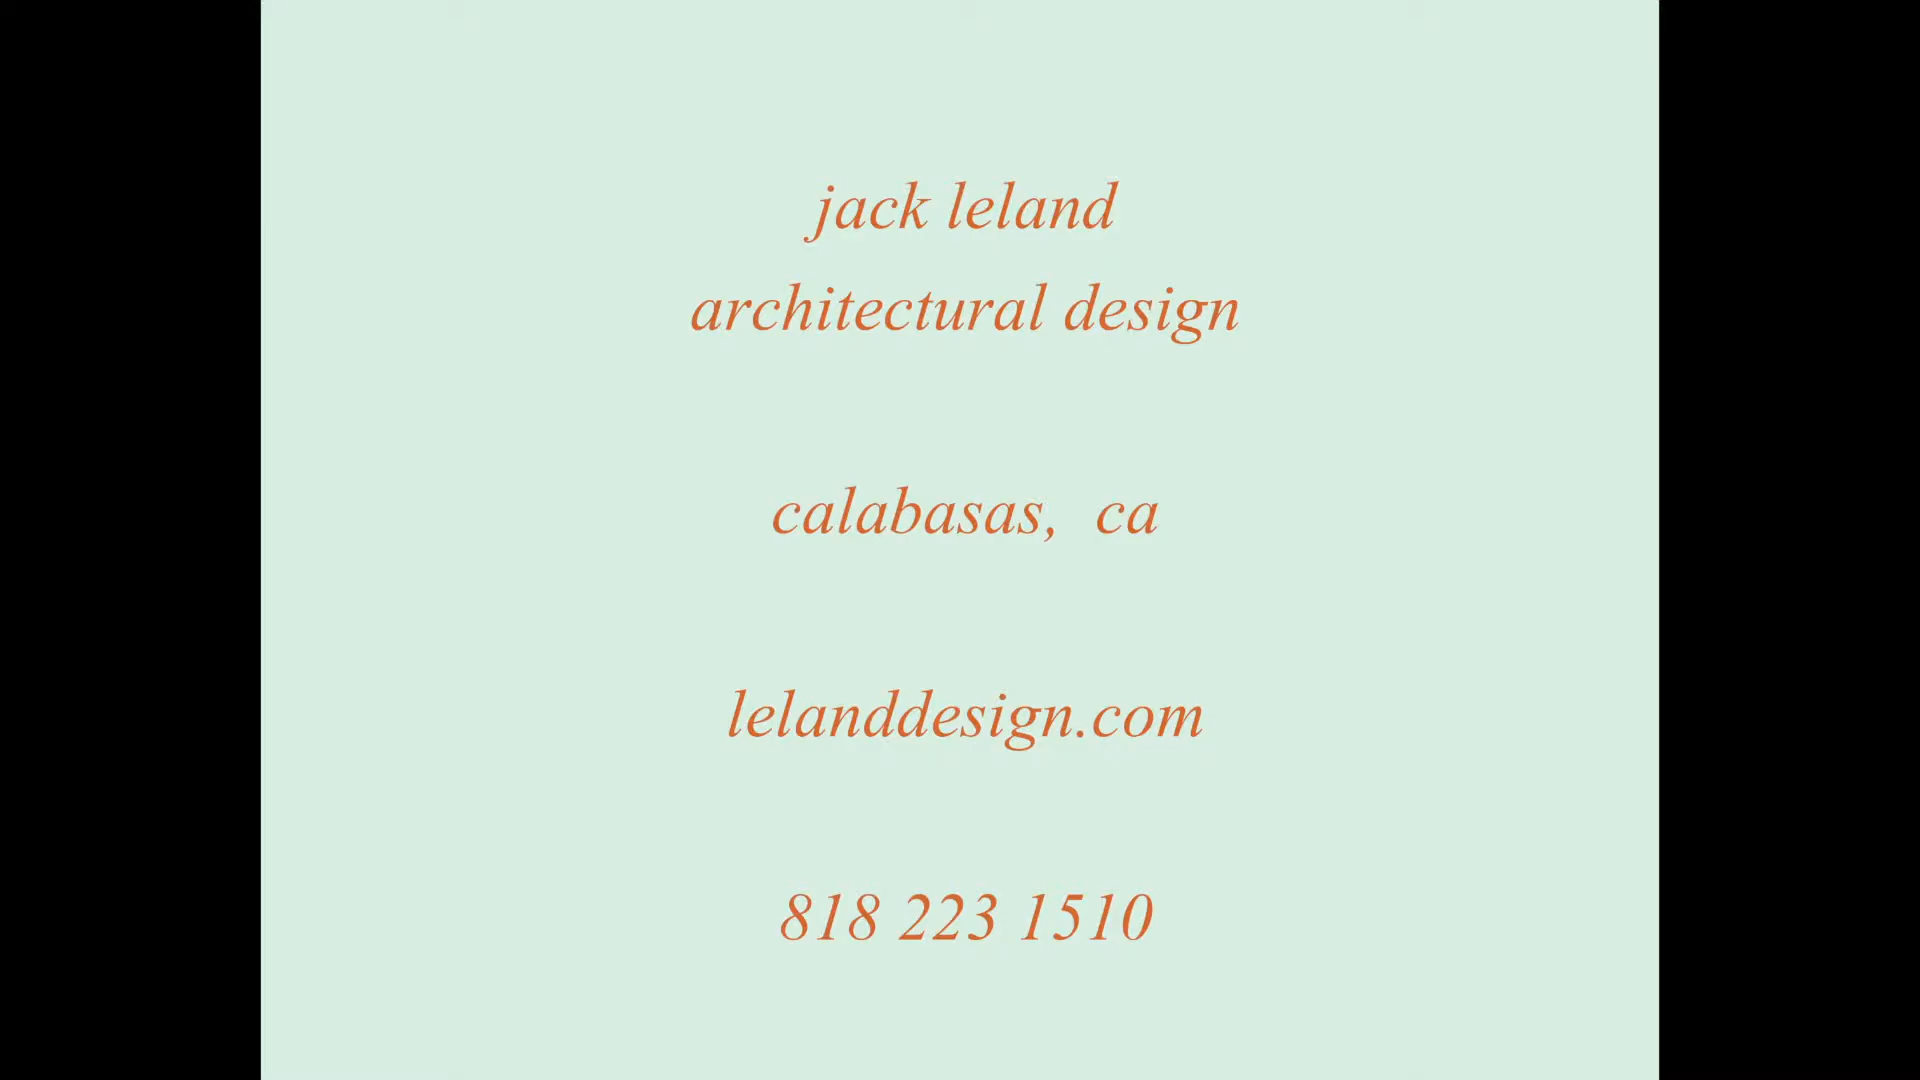 jack leland
architectural design
calabasas,  ca
lelanddesign.com
818 223 1510